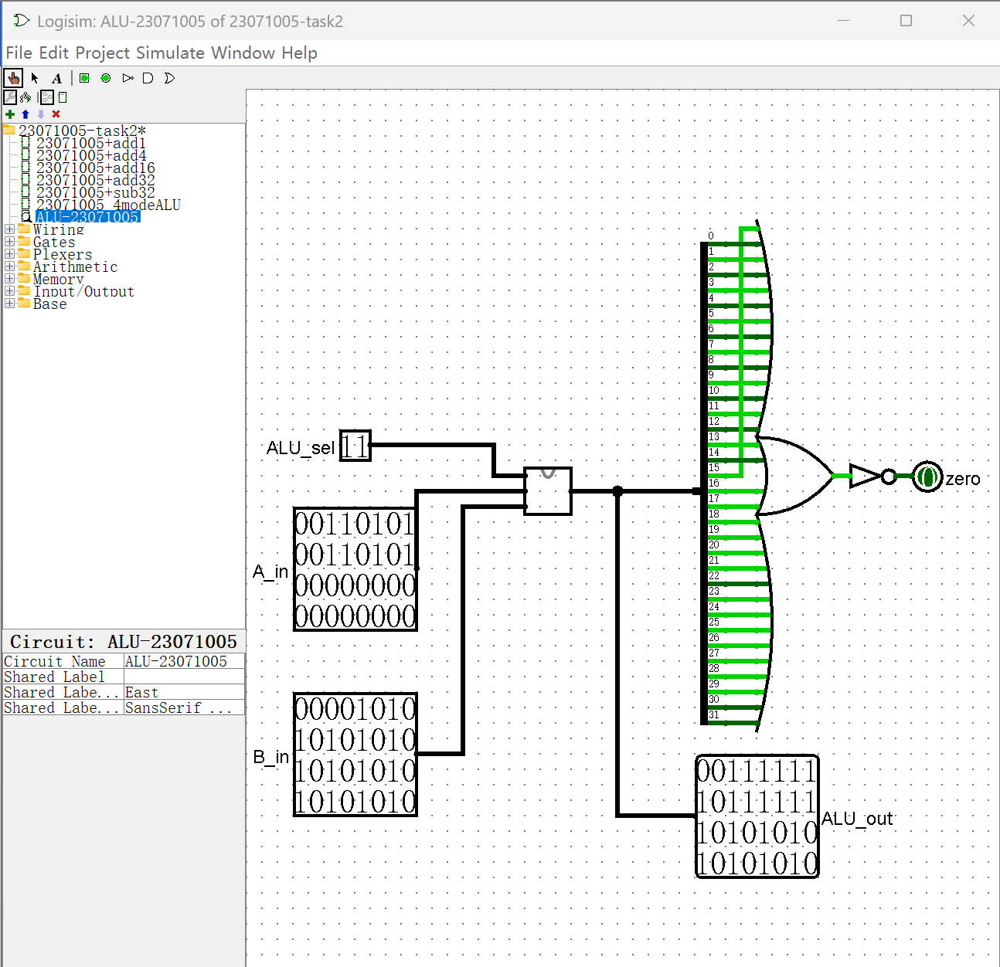 Logisim: ALU-23071005 of 23071005-task2
File Edit Project Simulate Window Help
A
23071005-task2*
23071005+add1
23071005+add4
23071005+add16
23071005+add32
23071005+sub32
23071005_4modeALU
ALU-23071005
Wiring
Gates
Plexers
Arithmetic
Memory
Input/Output
Base
Circuit: ALU-23071005
Circuit Name ALU-23071005
Shared Label
Shared Labe... East
Shared Labe... SansSerif ...
ALU_sel 11
A_in
00110101
00110101
00000000
00000000
B_in
00001010
10101010
10101010
10101010
0
1
2
3
4
5
6
7
8
9
10
11
12
13
14
15
16
17
18
19
20
21
22
23
24
25
26
27
28
29
30
31
0 zero
00111111
10111111
10101010
10101010
ALU_out